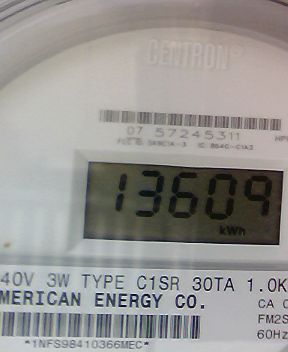 CENTRON®
07 57245311
13609
kWh
40V 3W TYPE C1SR 30TA 1.0K
MERICAN ENERGY CO.
CA
FM2S
60Hz
*1NFS98410366MEC*